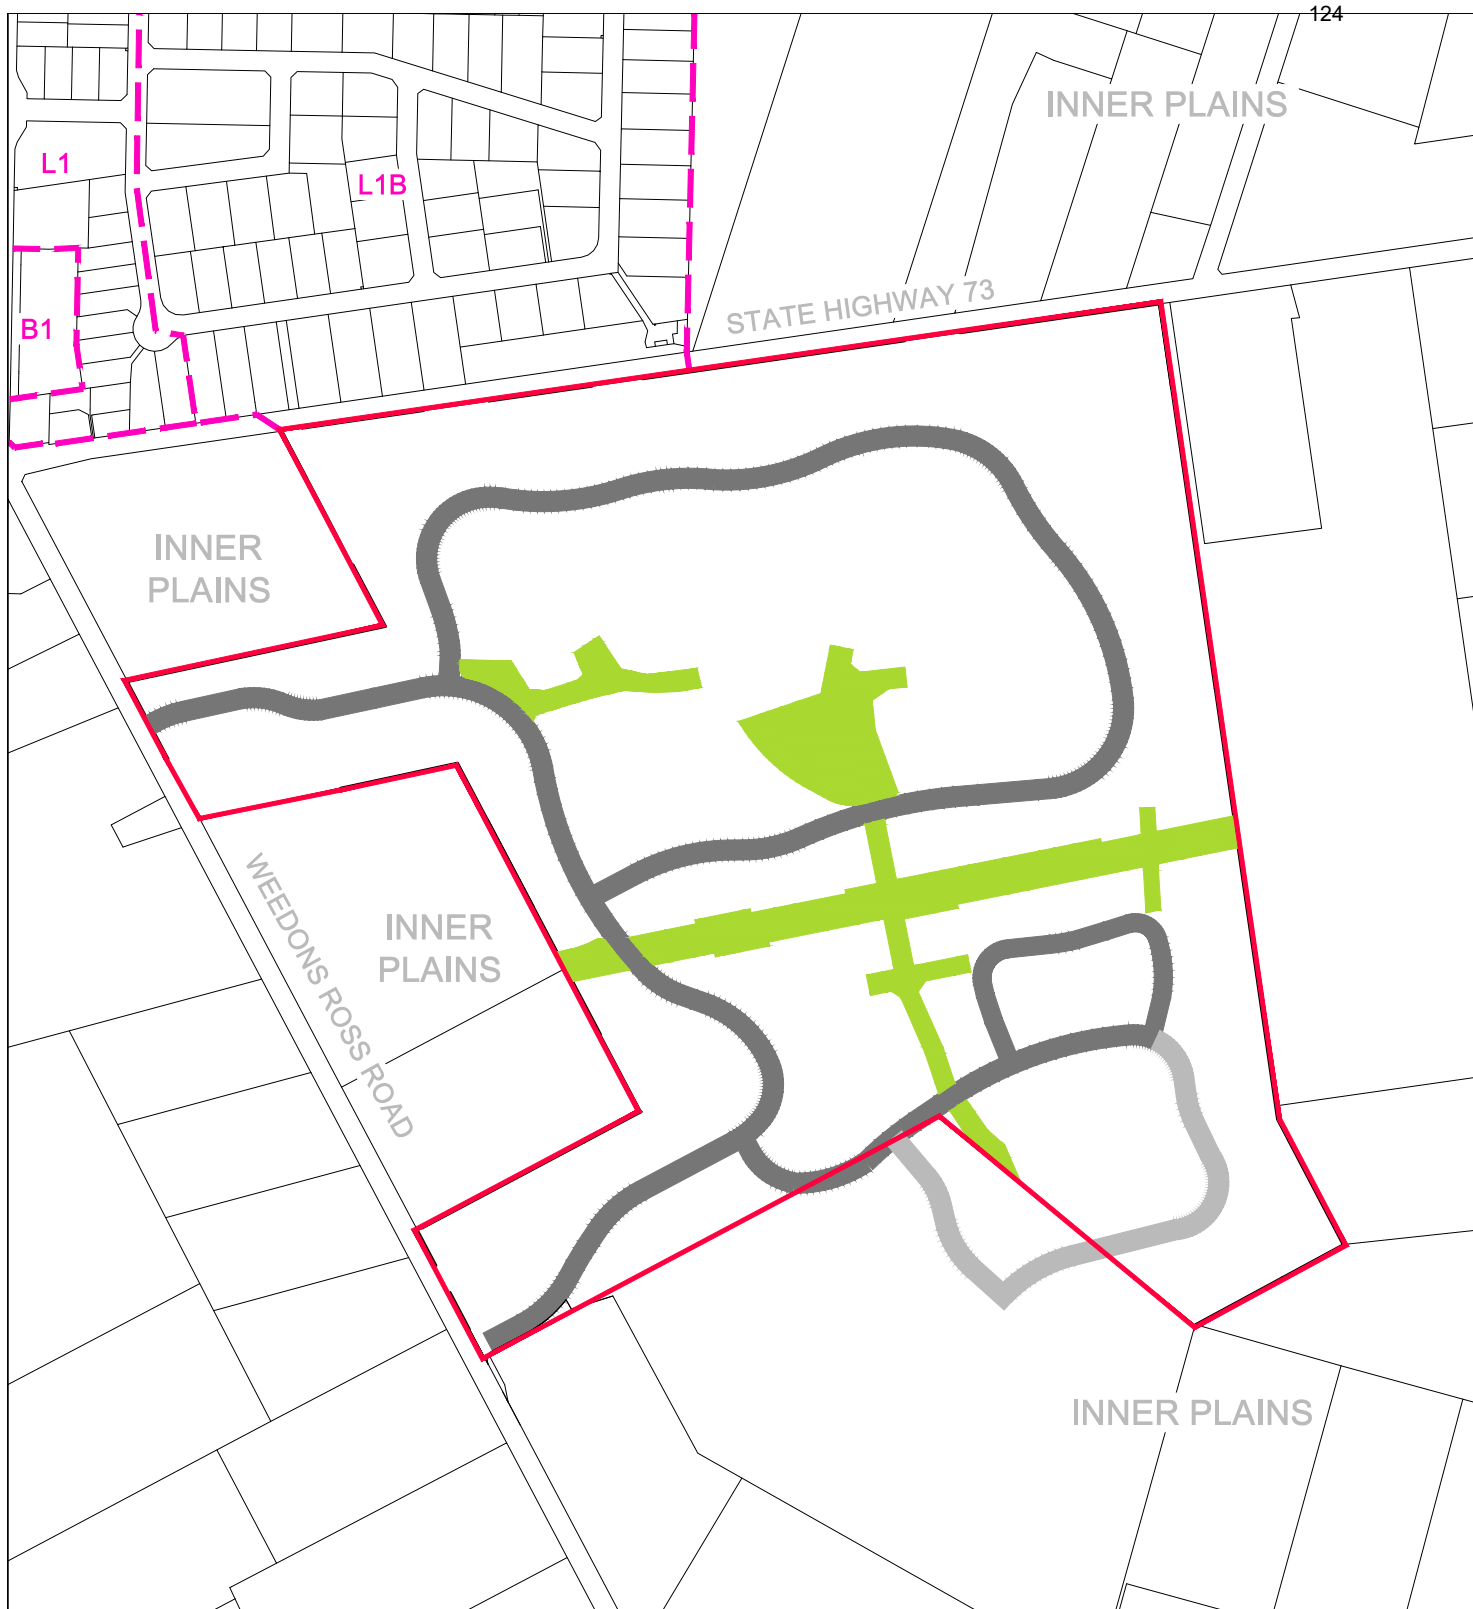 124
INNER PLAINS
L1
L1B
STATE HIGHWAY 73
B1
INNER
PLAINS
WEEDONS ROSS ROAD
INNER
PLAINS
INNER PLAINS